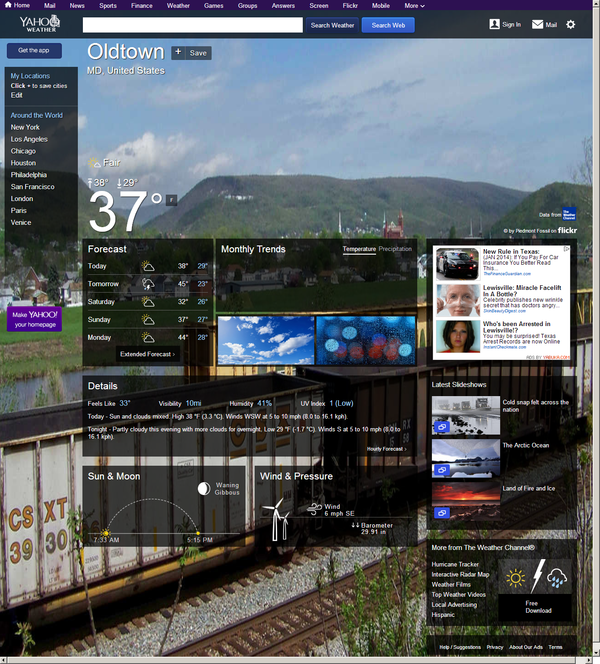 Home Mail News Sports Finance Weather Games Groups Answers Screen Flickr Mobile More
YAHOO!
WEATHER
Search Weather
Search Web
Sign In
Mail
Get the app
Oldtown
+ Save
MD, United States
My Locations
Click + to save cities
Edit
Around the World
New York
Los Angeles
Chicago
Houston
Philadelphia
San Francisco
London
Paris
Venice
Make YAHOO!
your homepage
Fair
38° 29°
37°
F
Data from The Weather Channel
© by Piedmont Fossil on flickr
Forecast
Today 38° 29°
Tomorrow 45° 23°
Saturday 32° 26°
Sunday 37° 27°
Monday 44° 28°
Extended Forecast ›
Monthly Trends
Temperature Precipitation
New Rule in Texas:
(JAN 2014): If You Pay For Car
Insurance You Better Read
This...
TheFinanceGuardian.com
Lewisville: Miracle Facelift
In A Bottle?
Celebrity publishes new wrinkle
secret that has doctors angry...
SkinBeautyDigest.com
Who's been Arrested in
Lewisville!?
You may be surprised! Texas
Arrest Records are now Online
InstantCheckmate.com
ADS BY
Details
Feels Like 33° Visibility 10mi Humidity 41% UV Index 1 (Low)
Today - Sun and clouds mixed. High 38 °F (3.3 °C). Winds WSW at 5 to 10 mph (8.0 to
16.1 kph).
Tonight - Partly cloudy this evening with more clouds for overnight. Low 29 °F (-1.7 °C). Winds S at 5 to 10 mph (8.0 to
16.1 kph).
Hourly Forecast ›
Latest Slideshows
Cold snap felt across the
nation
The Arctic Ocean
Land of Fire and Ice
Sun & Moon
Waning
Gibbous
7:33 AM 5:15 PM
Wind & Pressure
Wind
6 mph SE
Barometer
29.91 in
CSXT
3930
More from The Weather Channel®
Hurricane Tracker
Interactive Radar Map
Weather Films
Top Weather Videos
Local Advertising
Hispanic
Free
Download
Help / Suggestions Privacy About Our Ads Terms